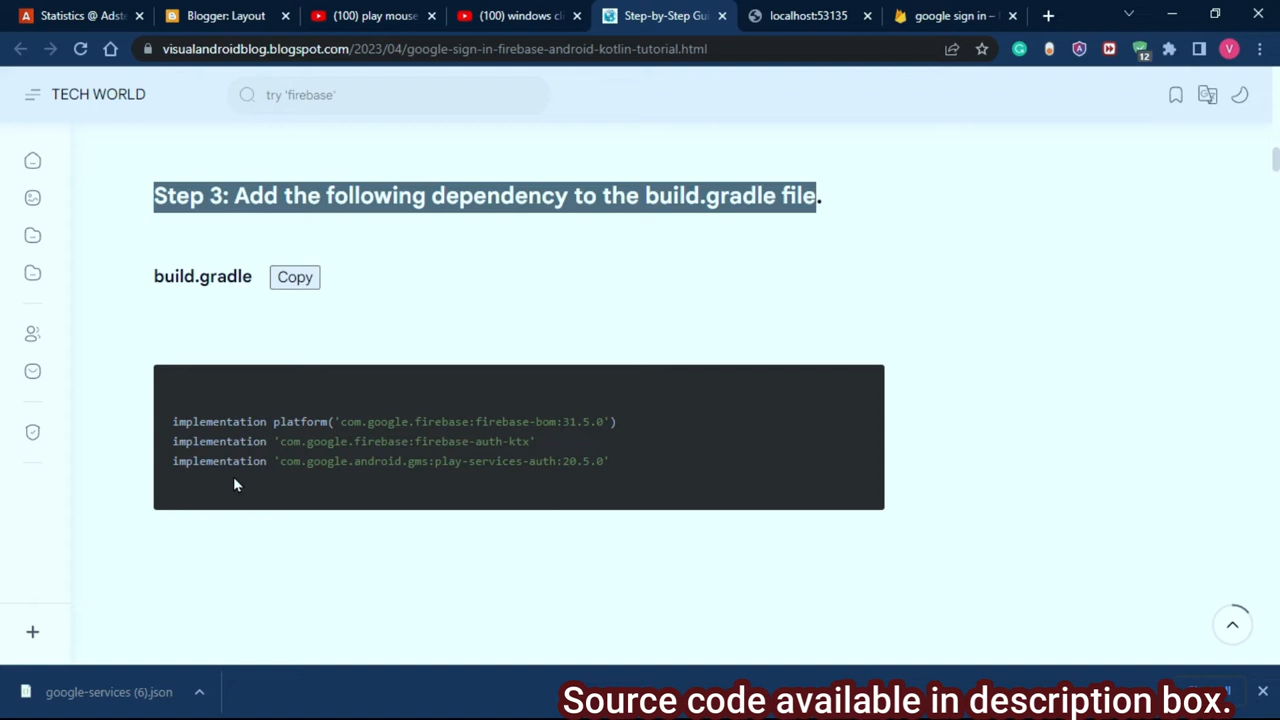 Statistics @ Adste
Blogger: Layout
(100) play mouse
(100) windows cli
Step-by-Step Gui
localhost:53135
google sign in –
visualandroidblog.blogspot.com/2023/04/google-sign-in-firebase-android-kotlin-tutorial.html
12
V
TECH WORLD
try 'firebase'
Step 3: Add the following dependency to the build.gradle file.
build.gradle
Copy
implementation platform('com.google.firebase:firebase-bom:31.5.0')
implementation 'com.google.firebase:firebase-auth-ktx'
implementation 'com.google.android.gms:play-services-auth:20.5.0'
google-services (6).json
Source code available in description box.